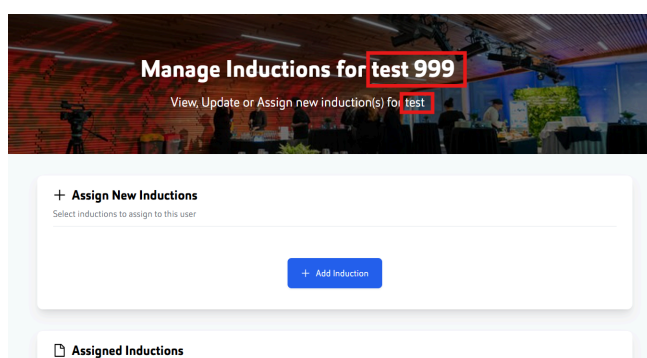 Manage Inductions for test 999
View, Update or Assign new induction(s) for test
+ Assign New Inductions
Select inductions to assign to this user
+ Add Induction
Assigned Inductions